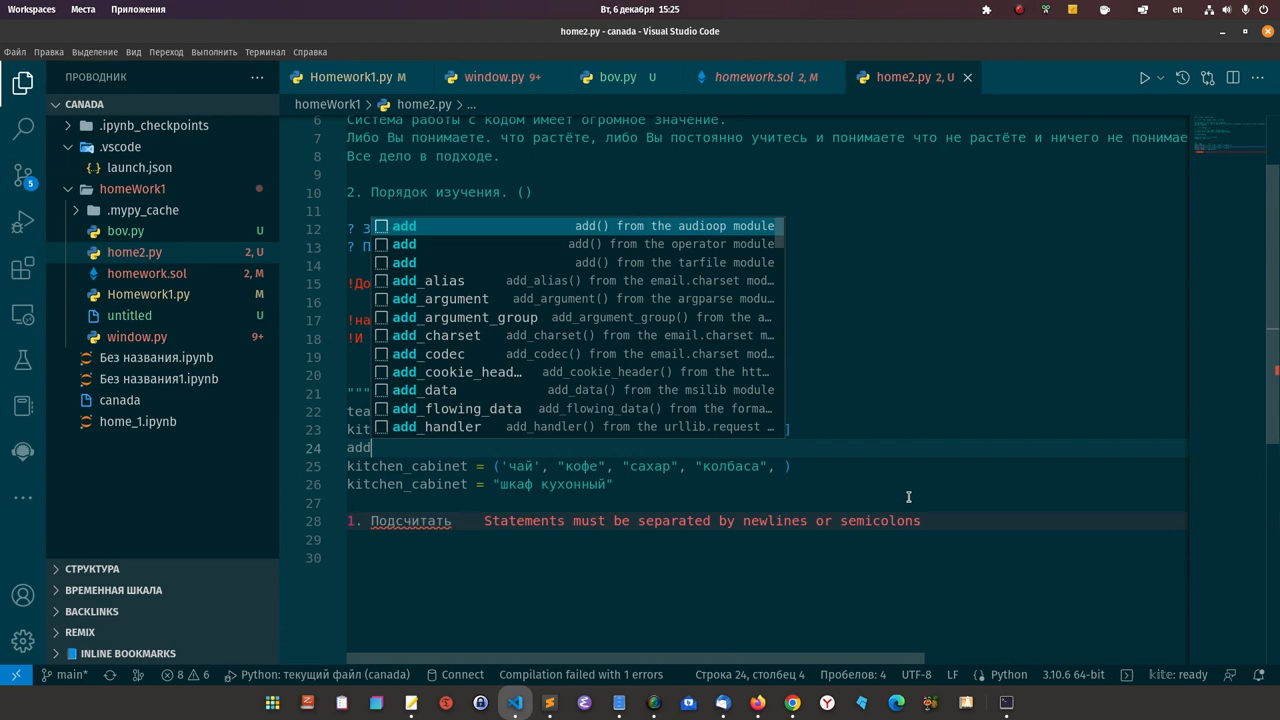 Workspaces Места Приложения Вт, 6 декабря 15:25 en
home2.py - canada - Visual Studio Code
Файл Правка Выделение Вид Переход Выполнить Терминал Справка
ПРОВОДНИК
Homework1.py M window.py 9+ bov.py U homework.sol 2, M home2.py 2, U
CANADA
homeWork1 > home2.py > ...
.ipynb_checkpoints
.vscode
launch.json
homeWork1
.mypy_cache
bov.py U
home2.py 2, U
homework.sol 2, M
Homework1.py M
untitled U
window.py 9+
Без названия.ipynb
Без названия1.ipynb
canada
home_1.ipynb
СТРУКТУРА
ВРЕМЕННАЯ ШКАЛА
BACKLINKS
REMIX
INLINE BOOKMARKS
5
6 Система работы с кодом имеет огромное значение.
7 Либо Вы понимаете. что растёте, либо Вы постоянно учитесь и понимаете что не растёте и ничего не понимае
8 Все дело в подходе.
9
10 2. Порядок изучения. ()
11
12 ? З
13 ? П
14
15 !До
16
17 !на
18 !И
19
20
21 """
22 tea
23 kit ]
24 add
25 kitchen_cabinet = ('чай', "кофе", "сахар", "колбаса", )
26 kitchen_cabinet = "шкаф кухонный"
27
28 1. Подсчитать Statements must be separated by newlines or semicolons
29
30
add add() from the audioop module
add add() from the operator module
add add() from the tarfile module
add_alias add_alias() from the email.charset mod…
add_argument add_argument() from the argparse modu…
add_argument_group add_argument_group() from the a…
add_charset add_charset() from the email.charset m…
add_codec add_codec() from the email.charset mod…
add_cookie_head… add_cookie_header() from the htt…
add_data add_data() from the msilib module
add_flowing_data add_flowing_data() from the forma…
add_handler add_handler() from the urllib.request …
main* 8 6 Python: текущий файл (canada) Connect Compilation failed with 1 errors Строка 24, столбец 4 Пробелов: 4 UTF-8 LF Python 3.10.6 64-bit kite: ready